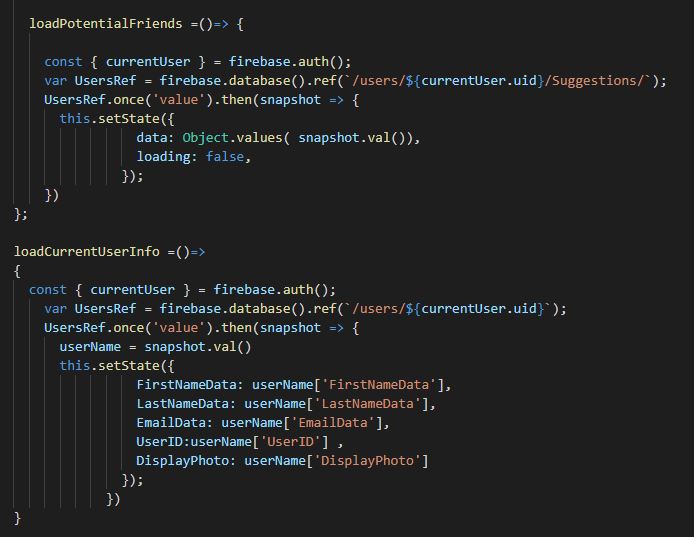 loadPotentialFriends =()=> {
const { currentUser } = firebase.auth();
var UsersRef = firebase.database().ref(`/users/${currentUser.uid}/Suggestions/`);
UsersRef.once('value').then(snapshot => {
this.setState({
data: Object.values( snapshot.val()),
loading: false,
});
})
};
loadCurrentUserInfo =()=>
{
const { currentUser } = firebase.auth();
var UsersRef = firebase.database().ref(`/users/${currentUser.uid}`);
UsersRef.once('value').then(snapshot => {
userName = snapshot.val()
this.setState({
FirstNameData: userName['FirstNameData'],
LastNameData: userName['LastNameData'],
EmailData: userName['EmailData'],
UserID:userName['UserID'] ,
DisplayPhoto: userName['DisplayPhoto']
});
})
}